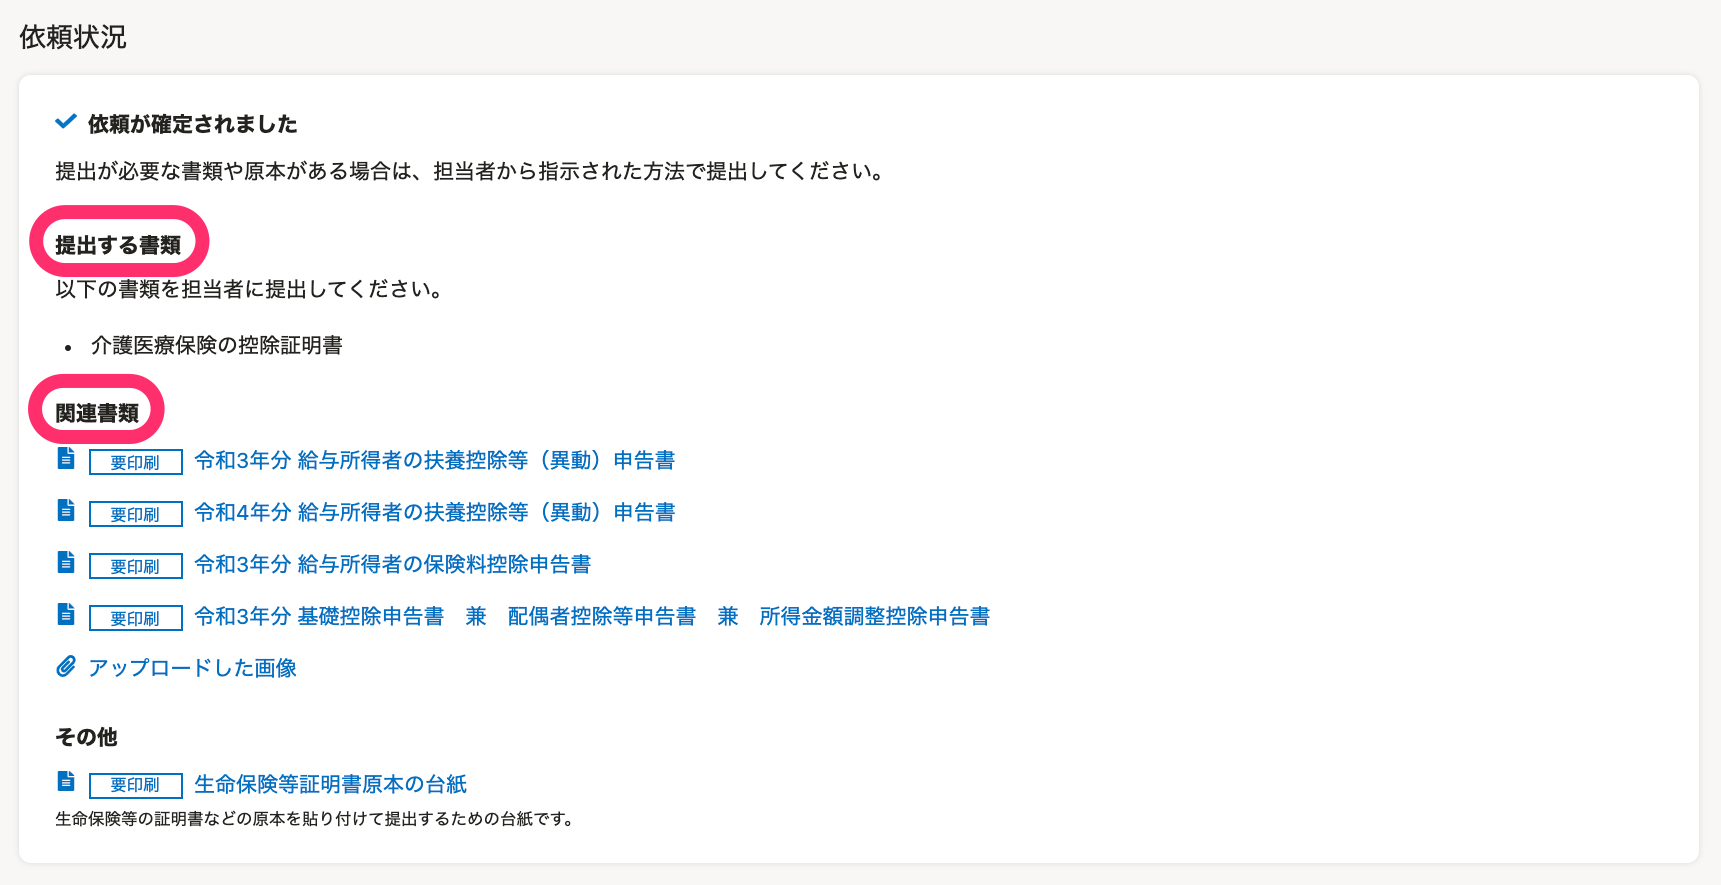 依頼状況
依頼が確定されました
提出が必要な書類や原本がある場合は、担当者から指示された方法で提出してください。
提出する書類
以下の書類を担当者に提出してください。
• 介護医療保険の控除証明書
関連書類
要印刷 令和3年分 給与所得者の扶養控除等（異動）申告書
要印刷 令和4年分 給与所得者の扶養控除等（異動）申告書
要印刷 令和3年分 給与所得者の保険料控除申告書
要印刷 令和3年分 基礎控除申告書　兼　配偶者控除等申告書　兼　所得金額調整控除申告書
アップロードした画像
その他
要印刷 生命保険等証明書原本の台紙
生命保険等の証明書などの原本を貼り付けて提出するための台紙です。